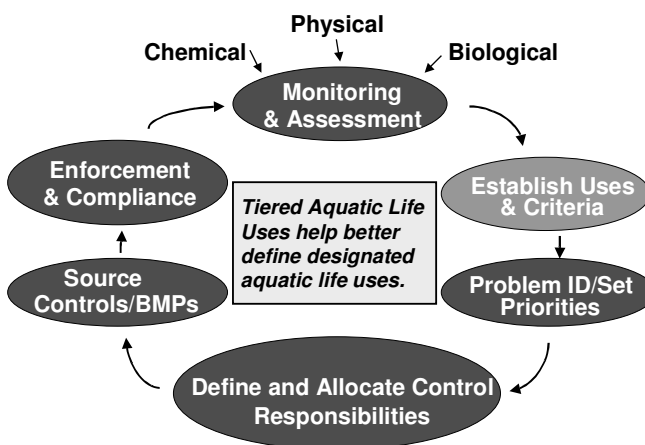 Physical
Chemical
Biological
Monitoring
& Assessment
Establish Uses
& Criteria
Problem ID/Set
Priorities
Define and Allocate Control
Responsibilities
Source
Controls/BMPs
Enforcement
& Compliance
Tiered Aquatic Life
Uses help better
define designated
aquatic life uses.